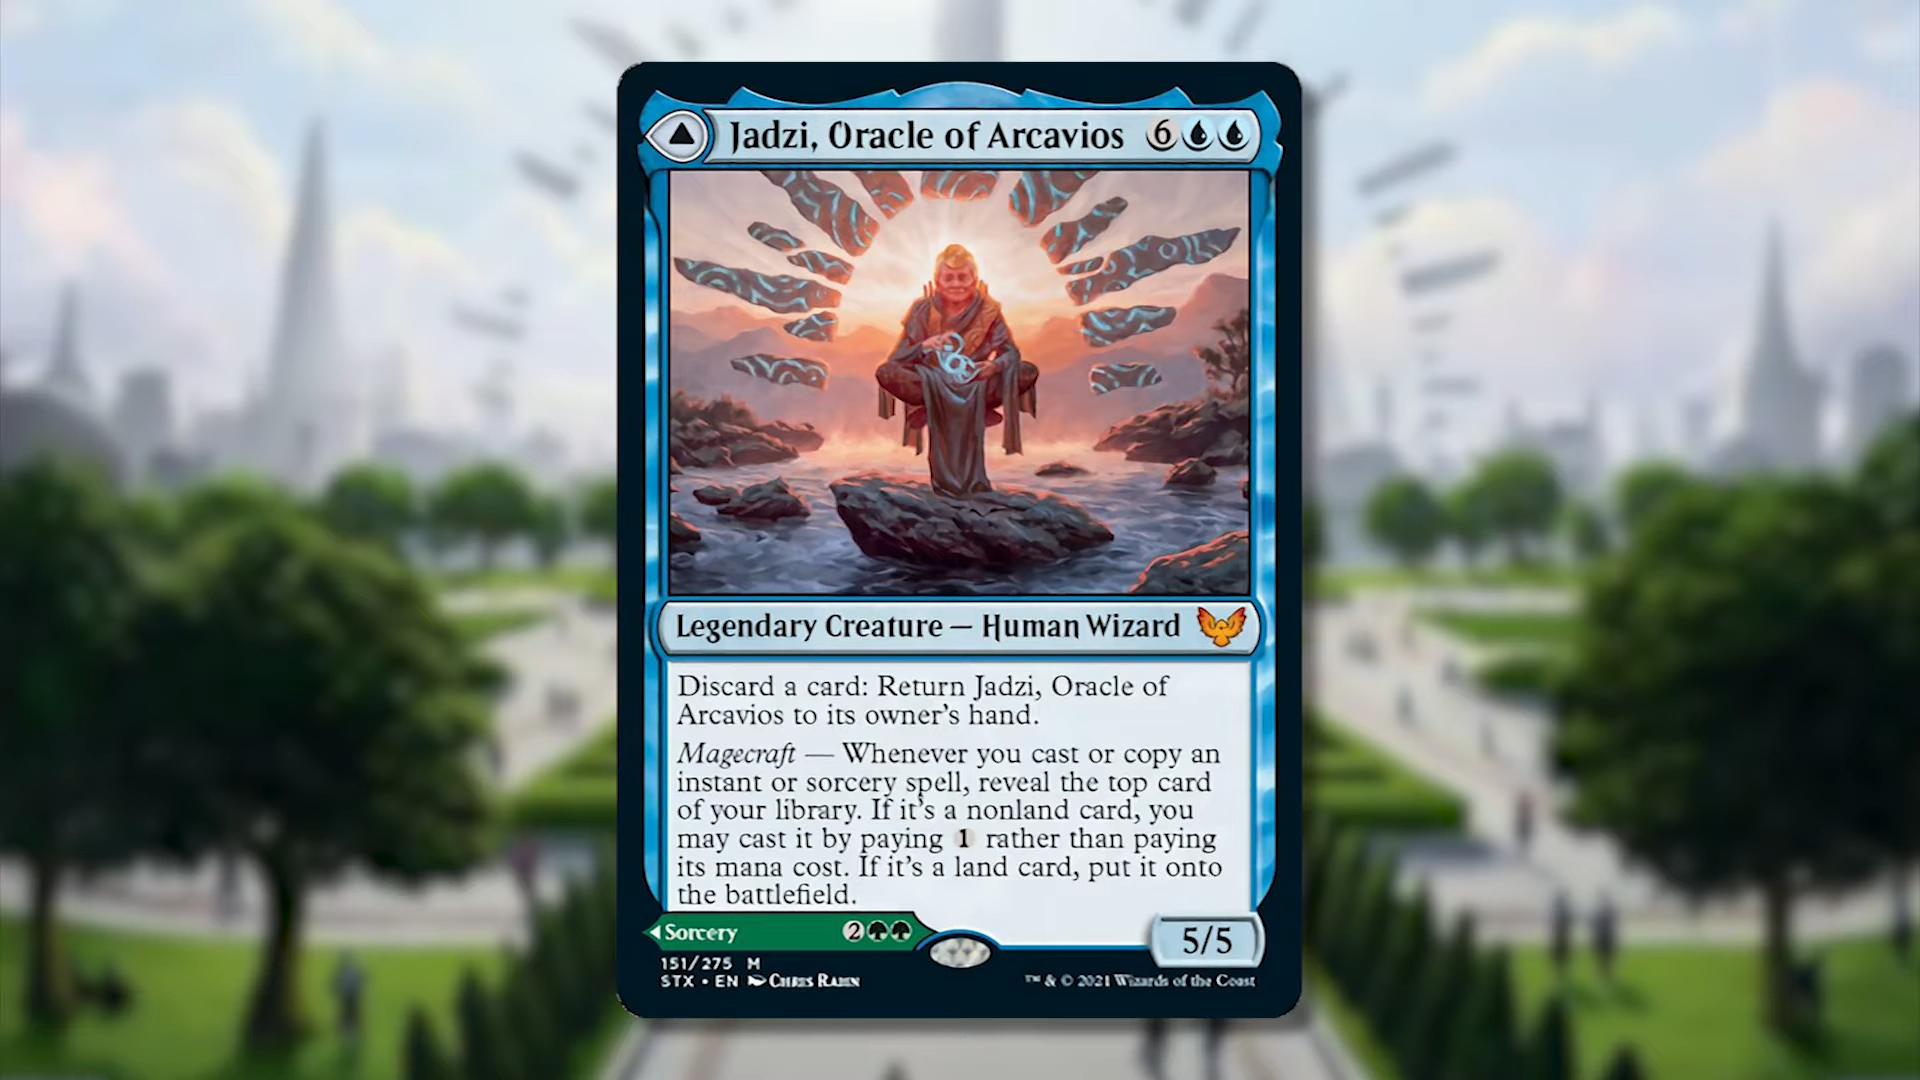 Jadzi, Oracle of Arcavios 6
Legendary Creature — Human Wizard
Discard a card: Return Jadzi, Oracle of
Arcavios to its owner's hand.
Magecraft — Whenever you cast or copy an
instant or sorcery spell, reveal the top card
of your library. If it's a nonland card, you
may cast it by paying 1 rather than paying
its mana cost. If it's a land card, put it onto
the battlefield.
Sorcery 2
5/5
151/275 M
STX • EN Chris Rahn
™ & © 2021 Wizards of the Coast